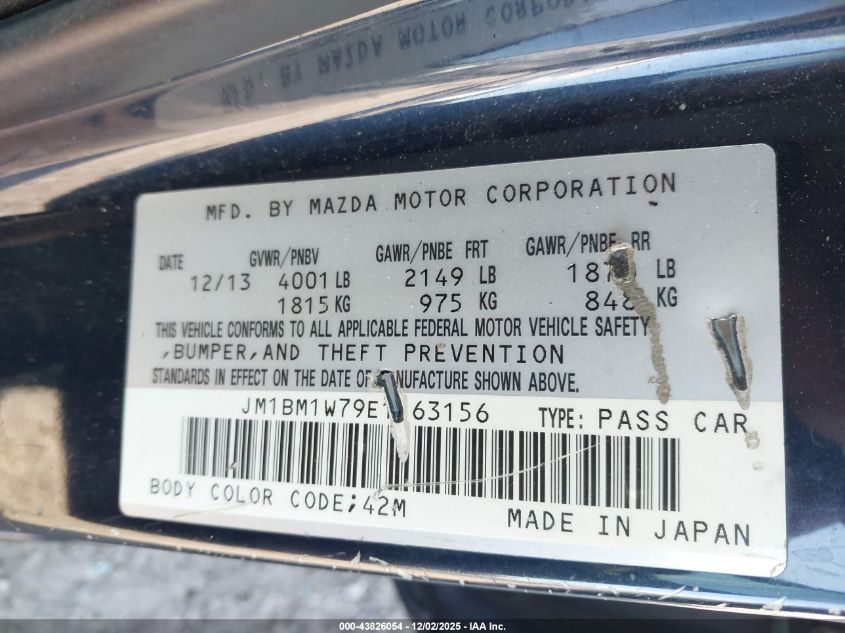 MFD. BY MAZDA MOTOR CORPORATION
DATE GVWR/PNBV GAWR/PNBE FRT GAWR/PNBE RR
12/13 4001 LB 2149 LB LB
1815 KG 975 KG KG
THIS VEHICLE CONFORMS TO ALL APPLICABLE FEDERAL MOTOR VEHICLE SAFETY
,BUMPER,AND THEFT PREVENTION
STANDARDS IN EFFECT ON THE DATE OF MANUFACTURE SHOWN ABOVE.
TYPE: PASS CAR
BODY COLOR CODE;42M
MADE IN JAPAN
000-43826054 - 12/02/2025 - IAA Inc.